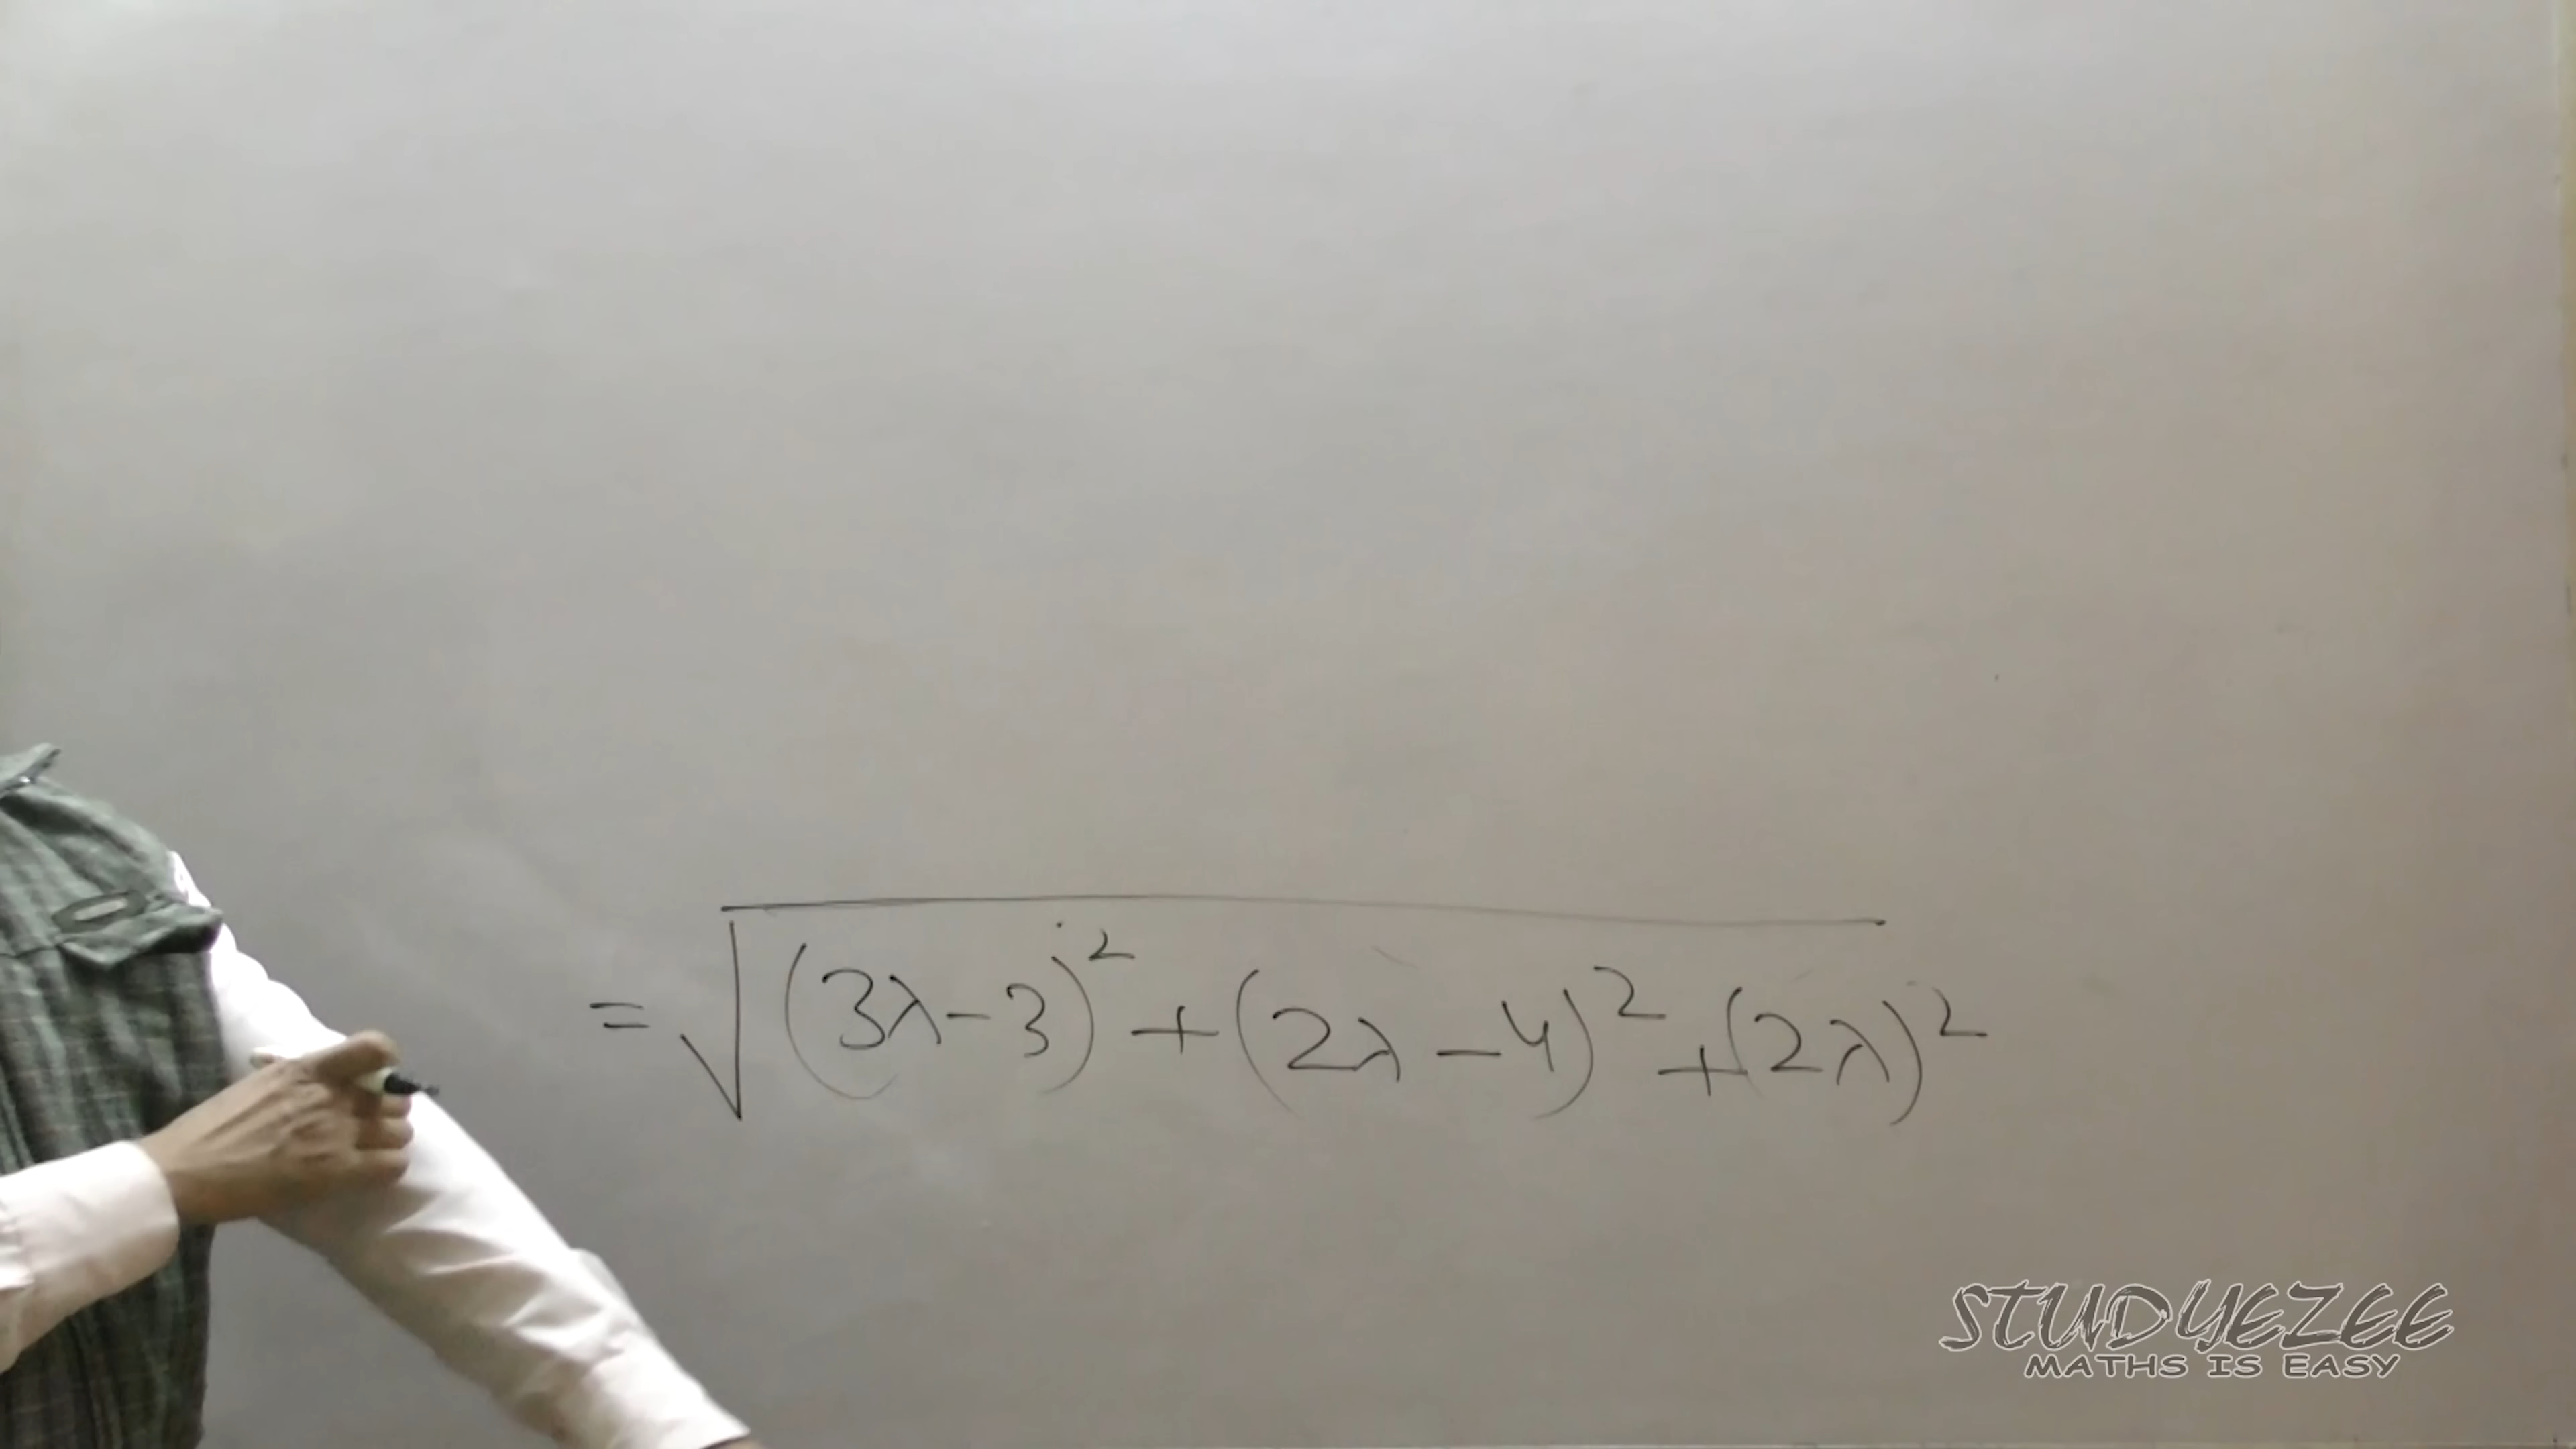 = √(3λ-3)² + (2λ-4)² + (2λ)²
STUDYEZEE
MATHS IS EASY